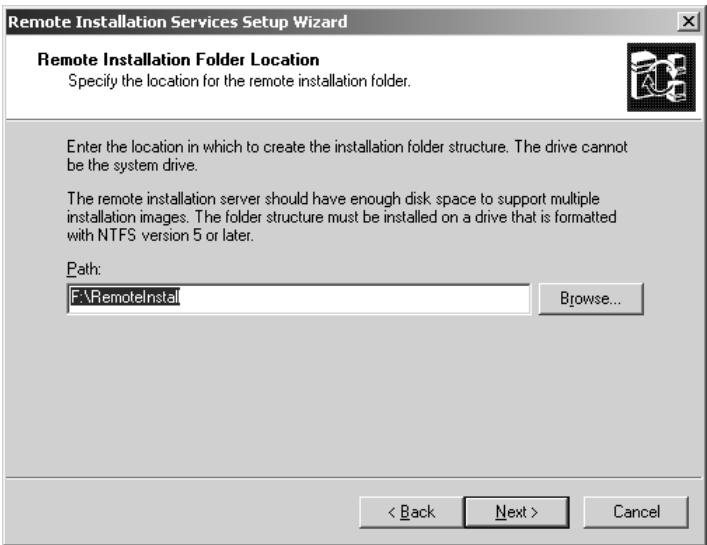 Remote Installation Services Setup Wizard
Remote Installation Folder Location
Specify the location for the remote installation folder.
Enter the location in which to create the installation folder structure. The drive cannot
be the system drive.
The remote installation server should have enough disk space to support multiple
installation images. The folder structure must be installed on a drive that is formatted
with NTFS version 5 or later.
Path:
F:\RemoteInstall
Browse...
< Back
Next >
Cancel